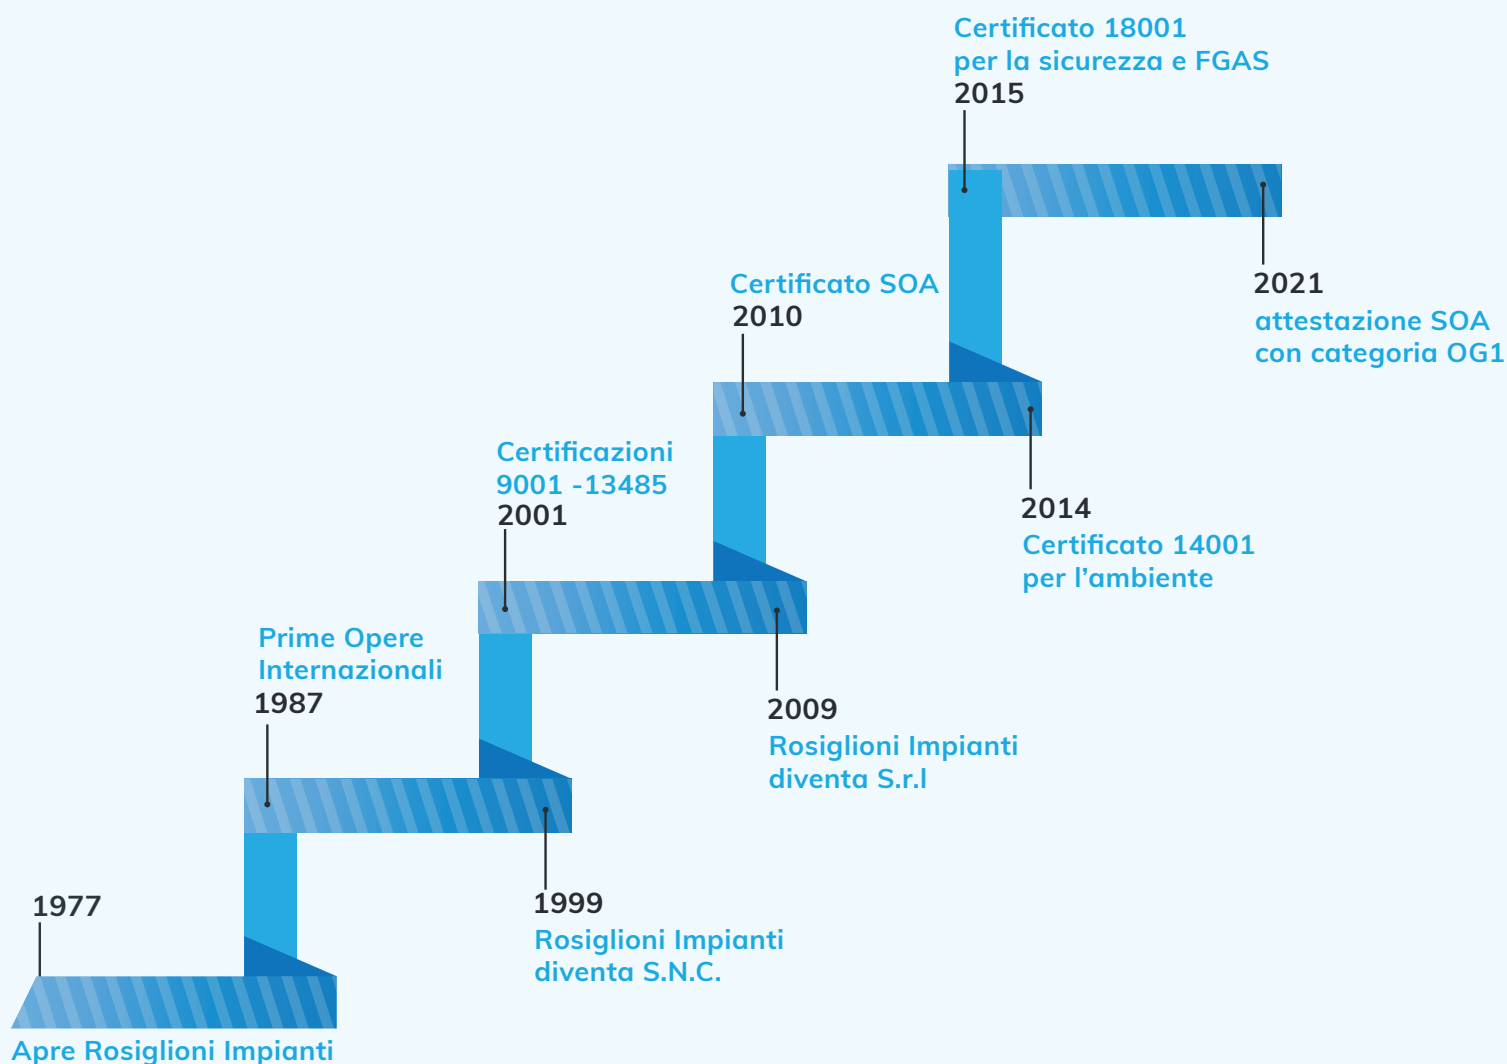 Certificato 18001
per la sicurezza e FGAS
2015
Certificato SOA
2010
2021
attestazione SOA
con categoria OG1
Certificazioni
9001 -13485
2001
2014
Certificato 14001
per l’ambiente
Prime Opere
Internazionali
1987
2009
Rosiglioni Impianti
diventa S.r.l
1977
1999
Rosiglioni Impianti
diventa S.N.C.
Apre Rosiglioni Impianti